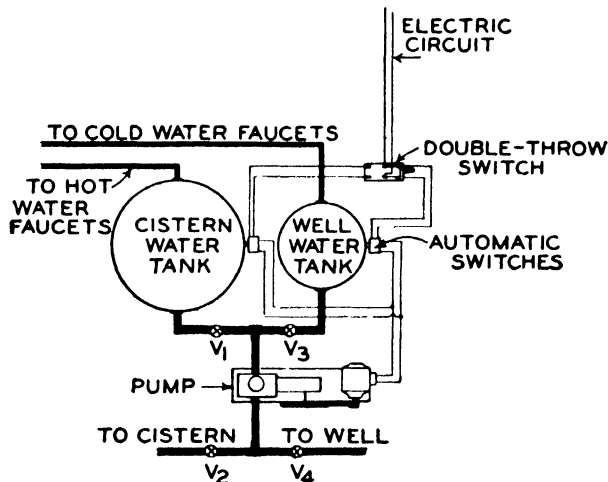 ELECTRIC
CIRCUIT
TO COLD WATER FAUCETS
DOUBLE-THROW
SWITCH
TO HOT
WATER
FAUCETS
CISTERN
WATER
TANK
WELL
WATER
TANK
AUTOMATIC
SWITCHES
V1
V3
PUMP
TO CISTERN
TO WELL
V2
V4